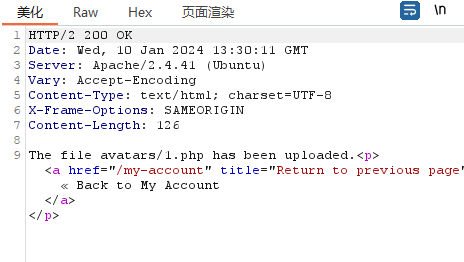 美化 Raw Hex 页面渲染 \n
1 HTTP/2 200 OK
2 Date: Wed, 10 Jan 2024 13:30:11 GMT
3 Server: Apache/2.4.41 (Ubuntu)
4 Vary: Accept-Encoding
5 Content-Type: text/html; charset=UTF-8
6 X-Frame-Options: SAMEORIGIN
7 Content-Length: 126
8
9 The file avatars/1.php has been uploaded.<p>
<a href="/my-account" title="Return to previous page"
« Back to My Account
</a>
</p>